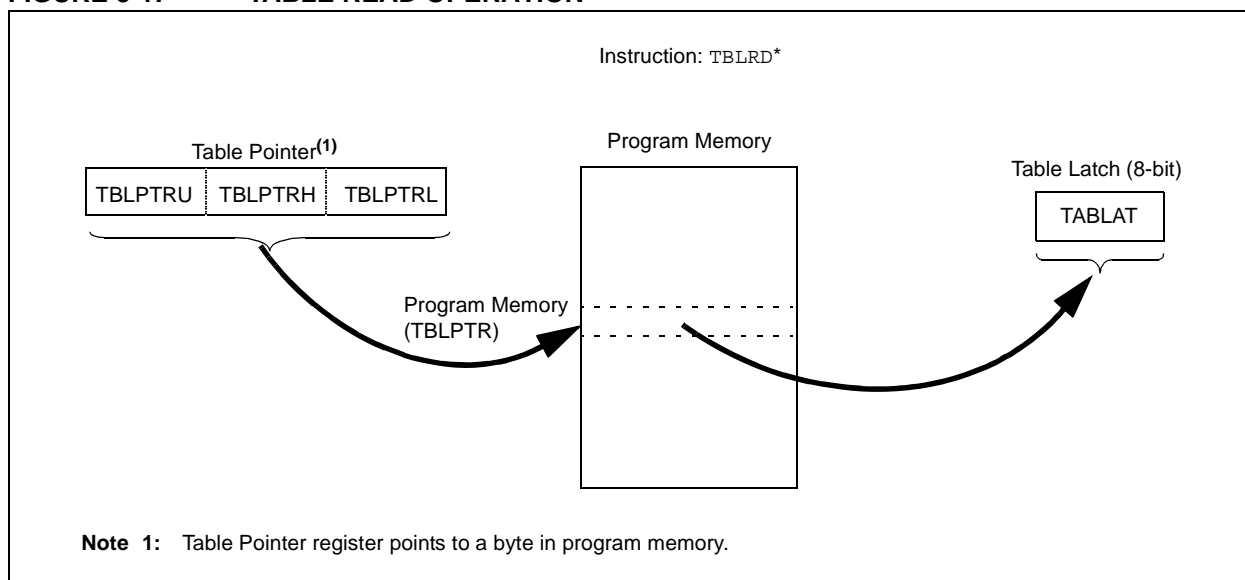 Instruction: TBLRD*
Table Pointer(1)
Program Memory
Table Latch (8-bit)
TBLPTRU TBLPTRH TBLPTRL
TABLAT
Program Memory
(TBLPTR)
Note 1: Table Pointer register points to a byte in program memory.